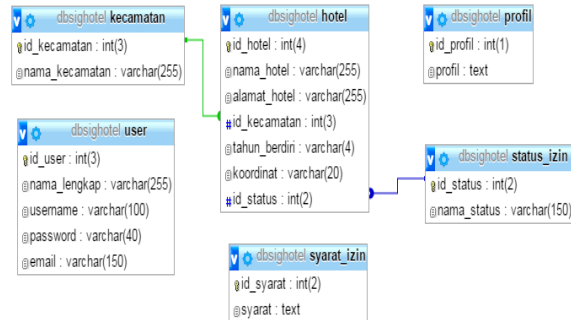 dbsighotel kecamatan
id_kecamatan : int(3)
nama_kecamatan : varchar(255)
dbsighotel hotel
id_hotel : int(4)
nama_hotel : varchar(255)
alamat_hotel : varchar(255)
#id_kecamatan : int(3)
tahun_berdiri : varchar(4)
koordinat : varchar(20)
#id_status : int(2)
dbsighotel profil
id_profil : int(1)
profil : text
dbsighotel user
id_user : int(3)
nama_lengkap : varchar(255)
username : varchar(100)
password : varchar(40)
email : varchar(150)
dbsighotel status_izin
id_status : int(2)
nama_status : varchar(150)
dbsighotel syarat_izin
id_syarat : int(2)
syarat : text